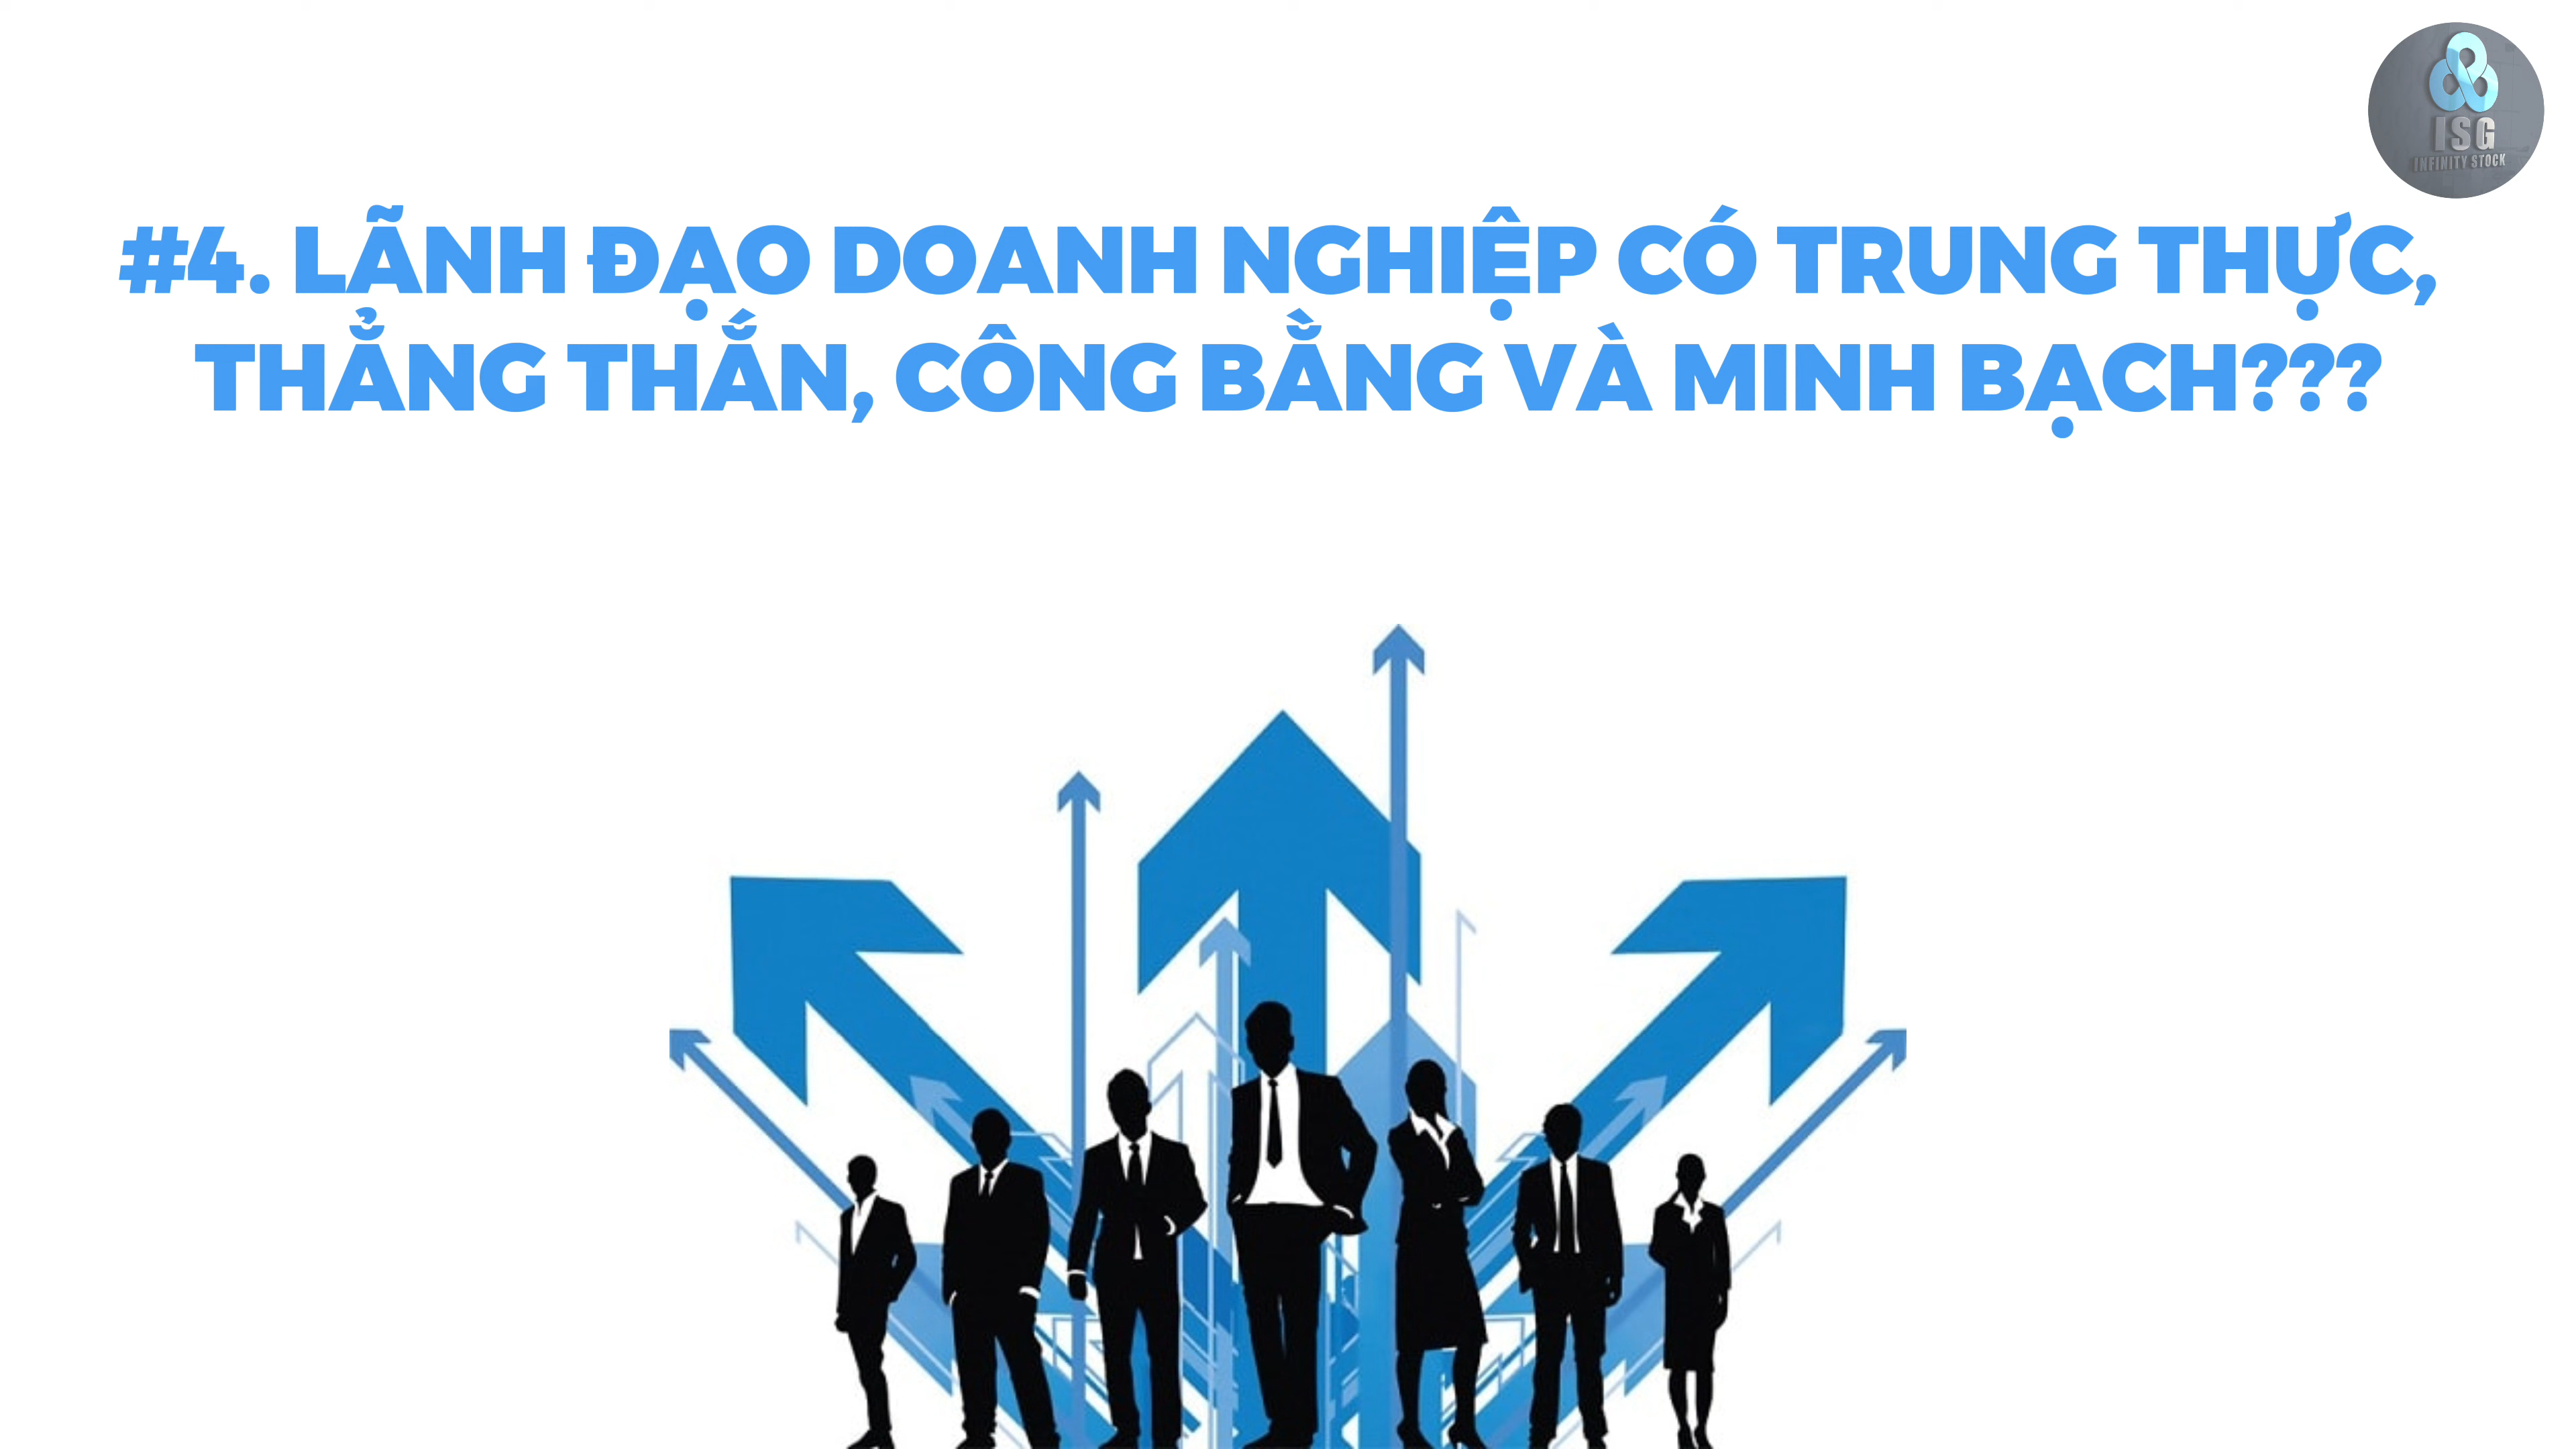 ISG
INFINITY STOCK
#4. LÃNH ĐẠO DOANH NGHIỆP CÓ TRUNG THỰC,
THẲNG THẮN, CÔNG BẰNG VÀ MINH BẠCH???